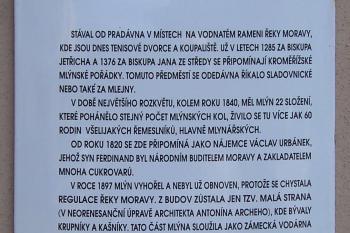 STÁVAL OD PRADÁVNA V MÍSTECH NA VODNATÉM RAMENI ŘEKY MORAVY,
KDE JSOU DNES TENISOVÉ DVORCE A KOUPALIŠTĚ. UŽ V LETECH 1285 ZA BISKUPA
JETŘICHA A 1376 ZA BISKUPA JANA ZE STŘEDY SE PŘIPOMÍNAJÍ KROMĚŘÍŽSKÉ
MLÝNSKÉ POŘÁDKY. TOMUTO PŘEDMĚSTÍ SE ODEDÁVNA ŘÍKALO SLADOVNICKÉ
NEBO TAKÉ ZA MLEJNY.
V DOBĚ NEJVĚTŠÍHO ROZKVĚTU, KOLEM ROKU 1840, MĚL MLÝN 22 SLOŽENÍ,
KTERÉ POHÁNĚLO STEJNÝ POČET MLÝNSKÝCH KOL, ŽIVILO SE TU VÍCE JAK 60
RODIN VŠELIJAKÝCH ŘEMESLNÍKŮ, HLAVNĚ MLYNÁŘSKÝCH.
OD ROKU 1820 SE ZDE PŘIPOMÍNÁ JAKO NÁJEMCE VÁCLAV URBÁNEK,
JEHOŽ SYN FERDINAND BYL NÁRODNÍM BUDITELEM MORAVY A ZAKLADATELEM
MNOHA CUKROVARŮ.
V ROCE 1897 MLÝN VYHOŘEL A NEBYL UŽ OBNOVEN, PROTOŽE SE CHYSTALA
REGULACE ŘEKY MORAVY. Z BUDOV ZŮSTALA JEN TZV. MALÁ STRANA
(V NEORENESANČNÍ ÚPRAVĚ ARCHITEKTA ANTONÍNA ARCHEHO), KDE BÝVALY
KRUPNÍKY A KAŠNÍKY. TATO ČÁST MLÝNA SLOUŽILA JAKO ZÁMECKÁ VODÁRNA